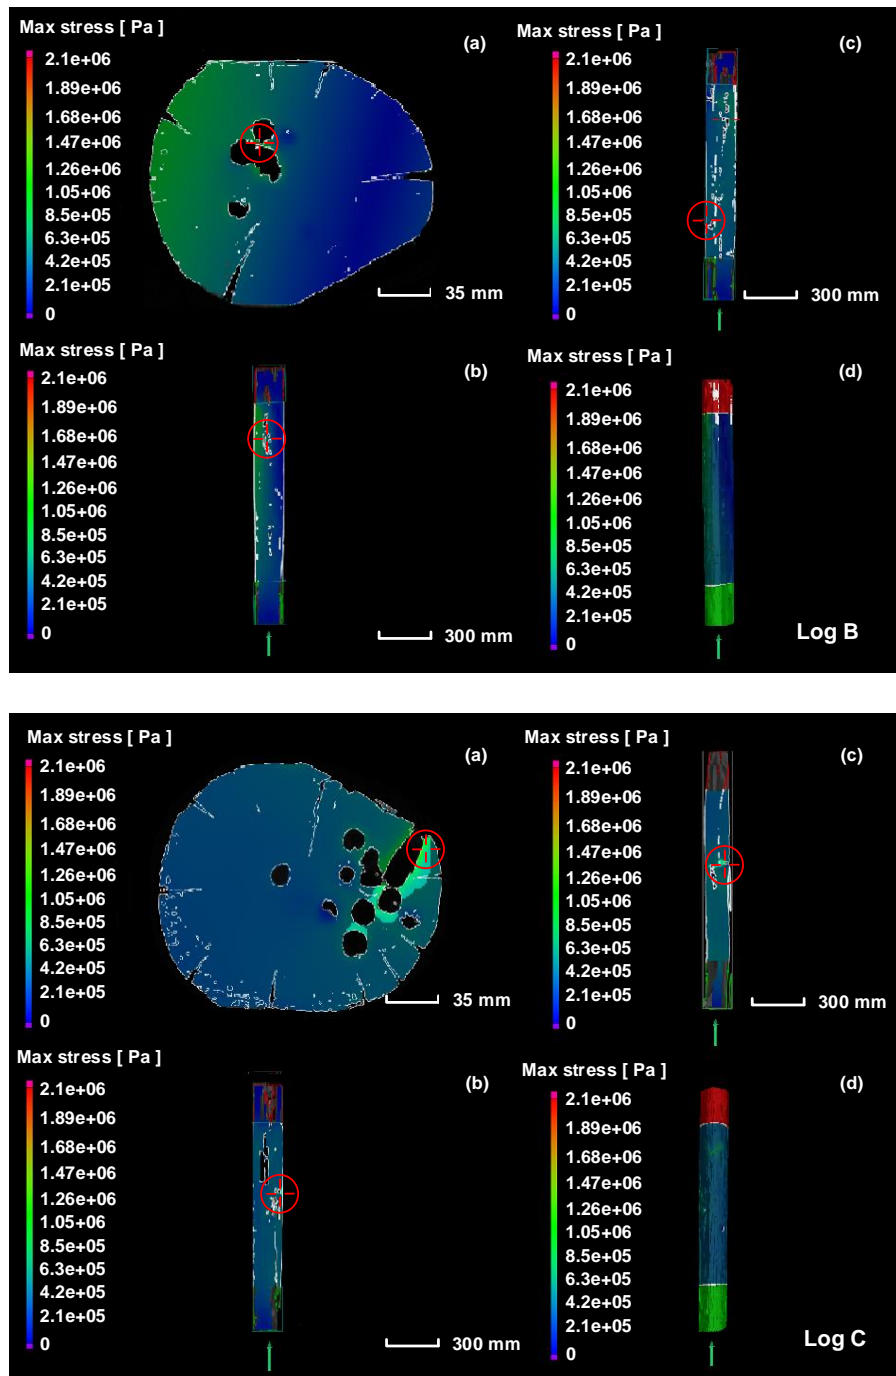 Max stress [ Pa ]
(a)
2.1e+06
1.89e+06
1.68e+06
1.47e+06
1.26e+06
1.05e+06
8.5e+05
6.3e+05
4.2e+05
2.1e+05
0
35 mm
Max stress [ Pa ]
(c)
2.1e+06
1.89e+06
1.68e+06
1.47e+06
1.26e+06
1.05e+06
8.5e+05
6.3e+05
4.2e+05
2.1e+05
0
300 mm
Max stress [ Pa ]
(b)
2.1e+06
1.89e+06
1.68e+06
1.47e+06
1.26e+06
1.05e+06
8.5e+05
6.3e+05
4.2e+05
2.1e+05
0
300 mm
Max stress [ Pa ]
(d)
2.1e+06
1.89e+06
1.68e+06
1.47e+06
1.26e+06
1.05e+06
8.5e+05
6.3e+05
4.2e+05
2.1e+05
0
Log B
Max stress [ Pa ]
(a)
2.1e+06
1.89e+06
1.68e+06
1.47e+06
1.26e+06
1.05e+06
8.5e+05
6.3e+05
4.2e+05
2.1e+05
0
35 mm
Max stress [ Pa ]
(c)
2.1e+06
1.89e+06
1.68e+06
1.47e+06
1.26e+06
1.05e+06
8.5e+05
6.3e+05
4.2e+05
2.1e+05
0
300 mm
Max stress [ Pa ]
(b)
2.1e+06
1.89e+06
1.68e+06
1.47e+06
1.26e+06
1.05e+06
8.5e+05
6.3e+05
4.2e+05
2.1e+05
0
300 mm
Max stress [ Pa ]
(d)
2.1e+06
1.89e+06
1.68e+06
1.47e+06
1.26e+06
1.05e+06
8.5e+05
6.3e+05
4.2e+05
2.1e+05
0
Log C